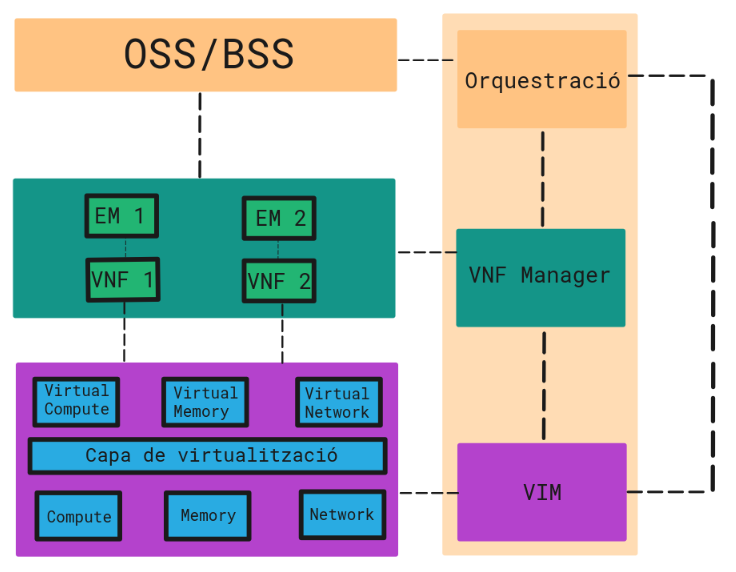 OSS/BSS
Orquestració
EM 1
EM 2
VNF 1
VNF 2
VNF Manager
Virtual
Compute
Virtual
Memory
Virtual
Network
Capa de virtualització
VIM
Compute
Memory
Network